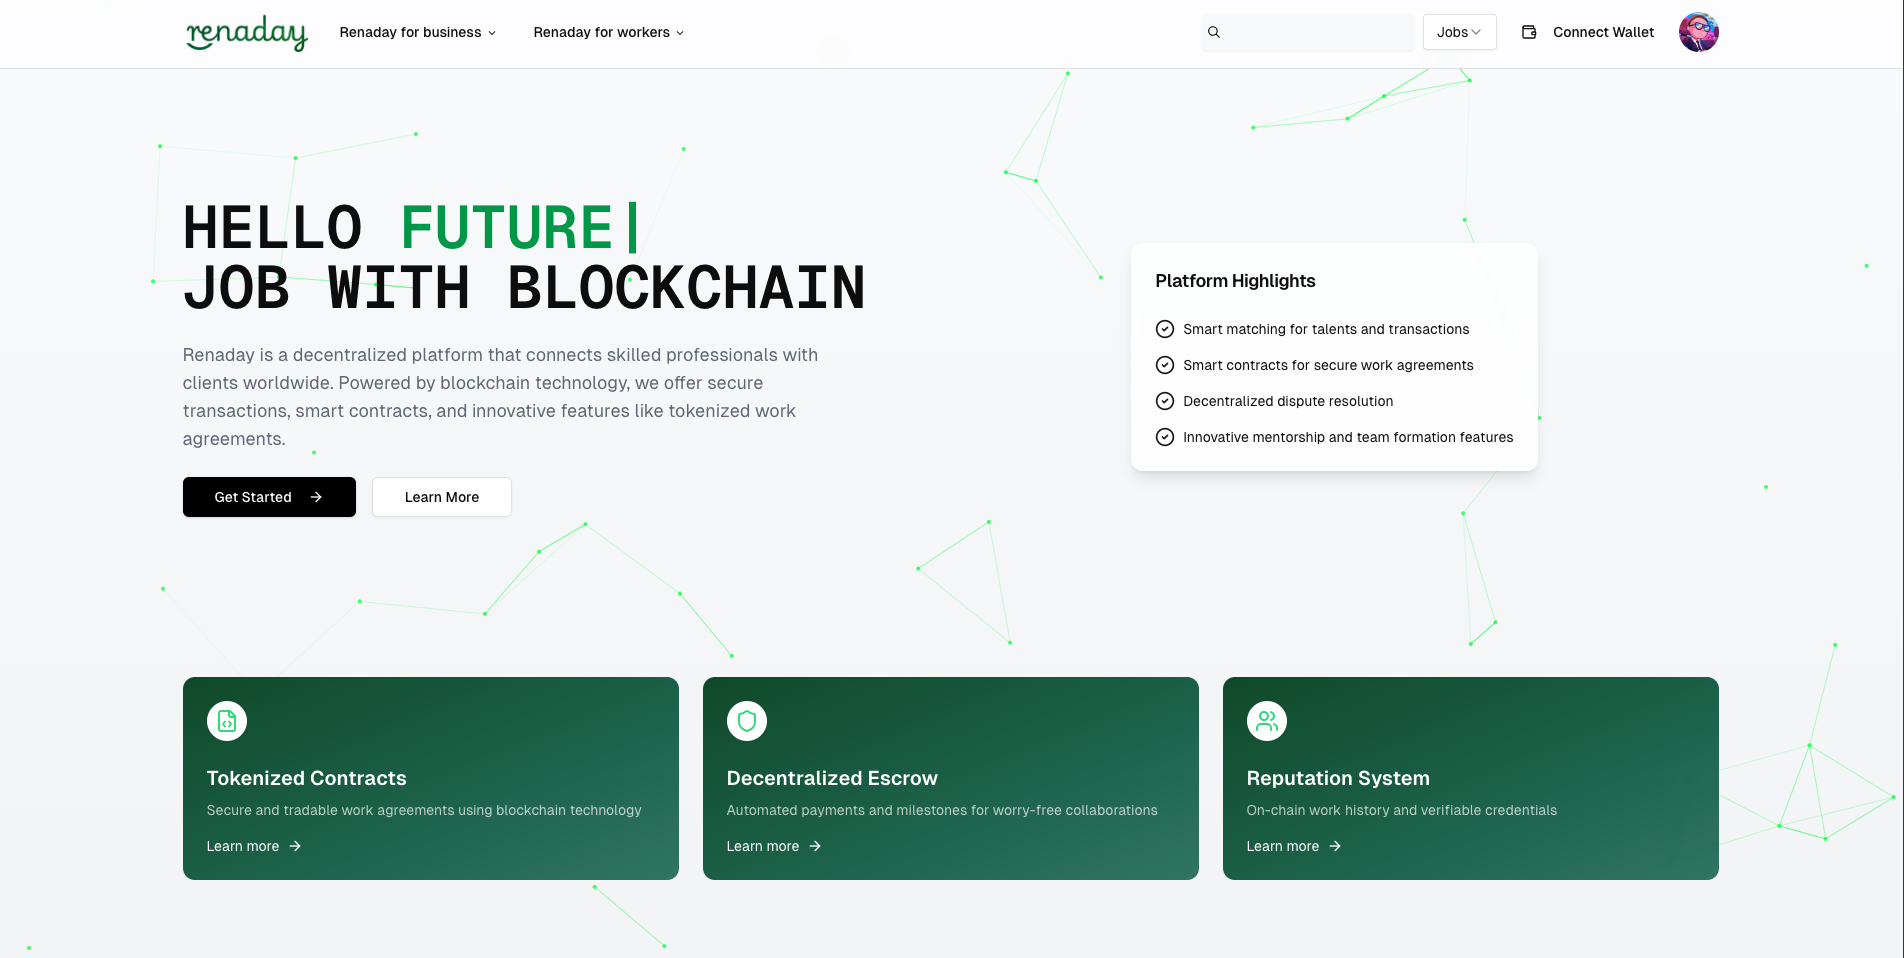 renaday
Renaday for business
Renaday for workers
Jobs
Connect Wallet
HELLO FUTURE|
JOB WITH BLOCKCHAIN
Renaday is a decentralized platform that connects skilled professionals with
clients worldwide. Powered by blockchain technology, we offer secure
transactions, smart contracts, and innovative features like tokenized work
agreements.
Get Started
Learn More
Platform Highlights
Smart matching for talents and transactions
Smart contracts for secure work agreements
Decentralized dispute resolution
Innovative mentorship and team formation features
Tokenized Contracts
Secure and tradable work agreements using blockchain technology
Learn more
Decentralized Escrow
Automated payments and milestones for worry-free collaborations
Learn more
Reputation System
On-chain work history and verifiable credentials
Learn more